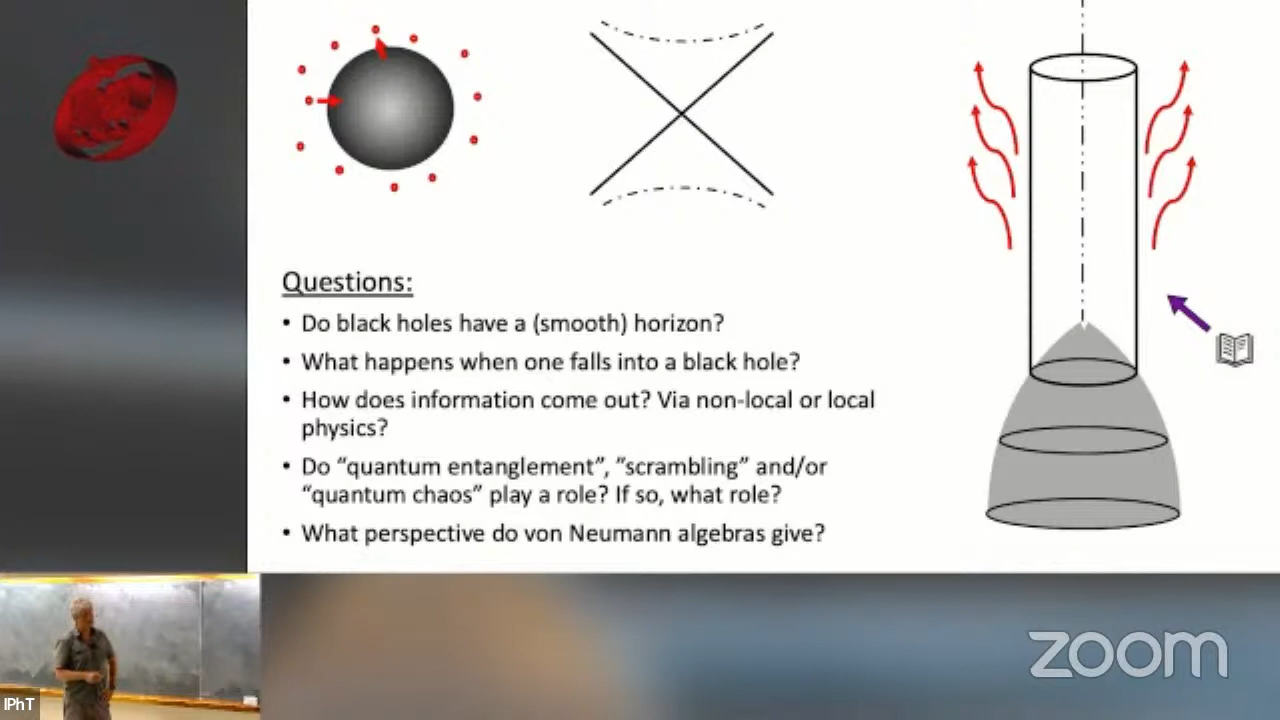 Questions:
• Do black holes have a (smooth) horizon?
• What happens when one falls into a black hole?
• How does information come out? Via non-local or local
physics?
• Do “quantum entanglement”, “scrambling” and/or
“quantum chaos” play a role? If so, what role?
• What perspective do von Neumann algebras give?
zoom
IPhT